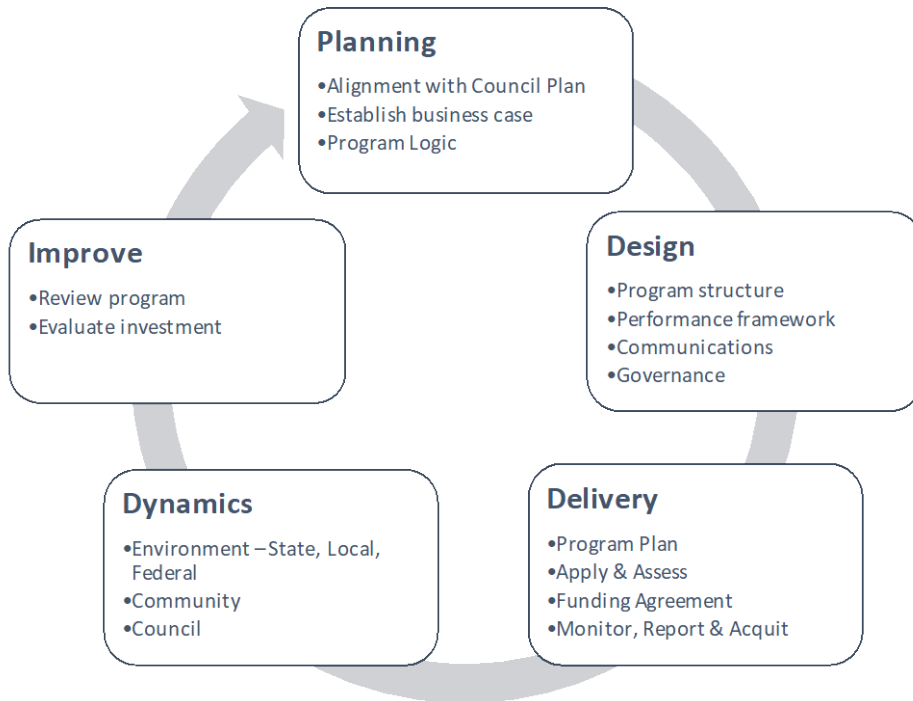 Planning
•Alignment with Council Plan
•Establish business case
•Program Logic
Design
•Program structure
•Performance framework
•Communications
•Governance
Delivery
•Program Plan
•Apply & Assess
•Funding Agreement
•Monitor, Report & Acquit
Dynamics
•Environment – State, Local,
Federal
•Community
•Council
Improve
•Review program
•Evaluate investment